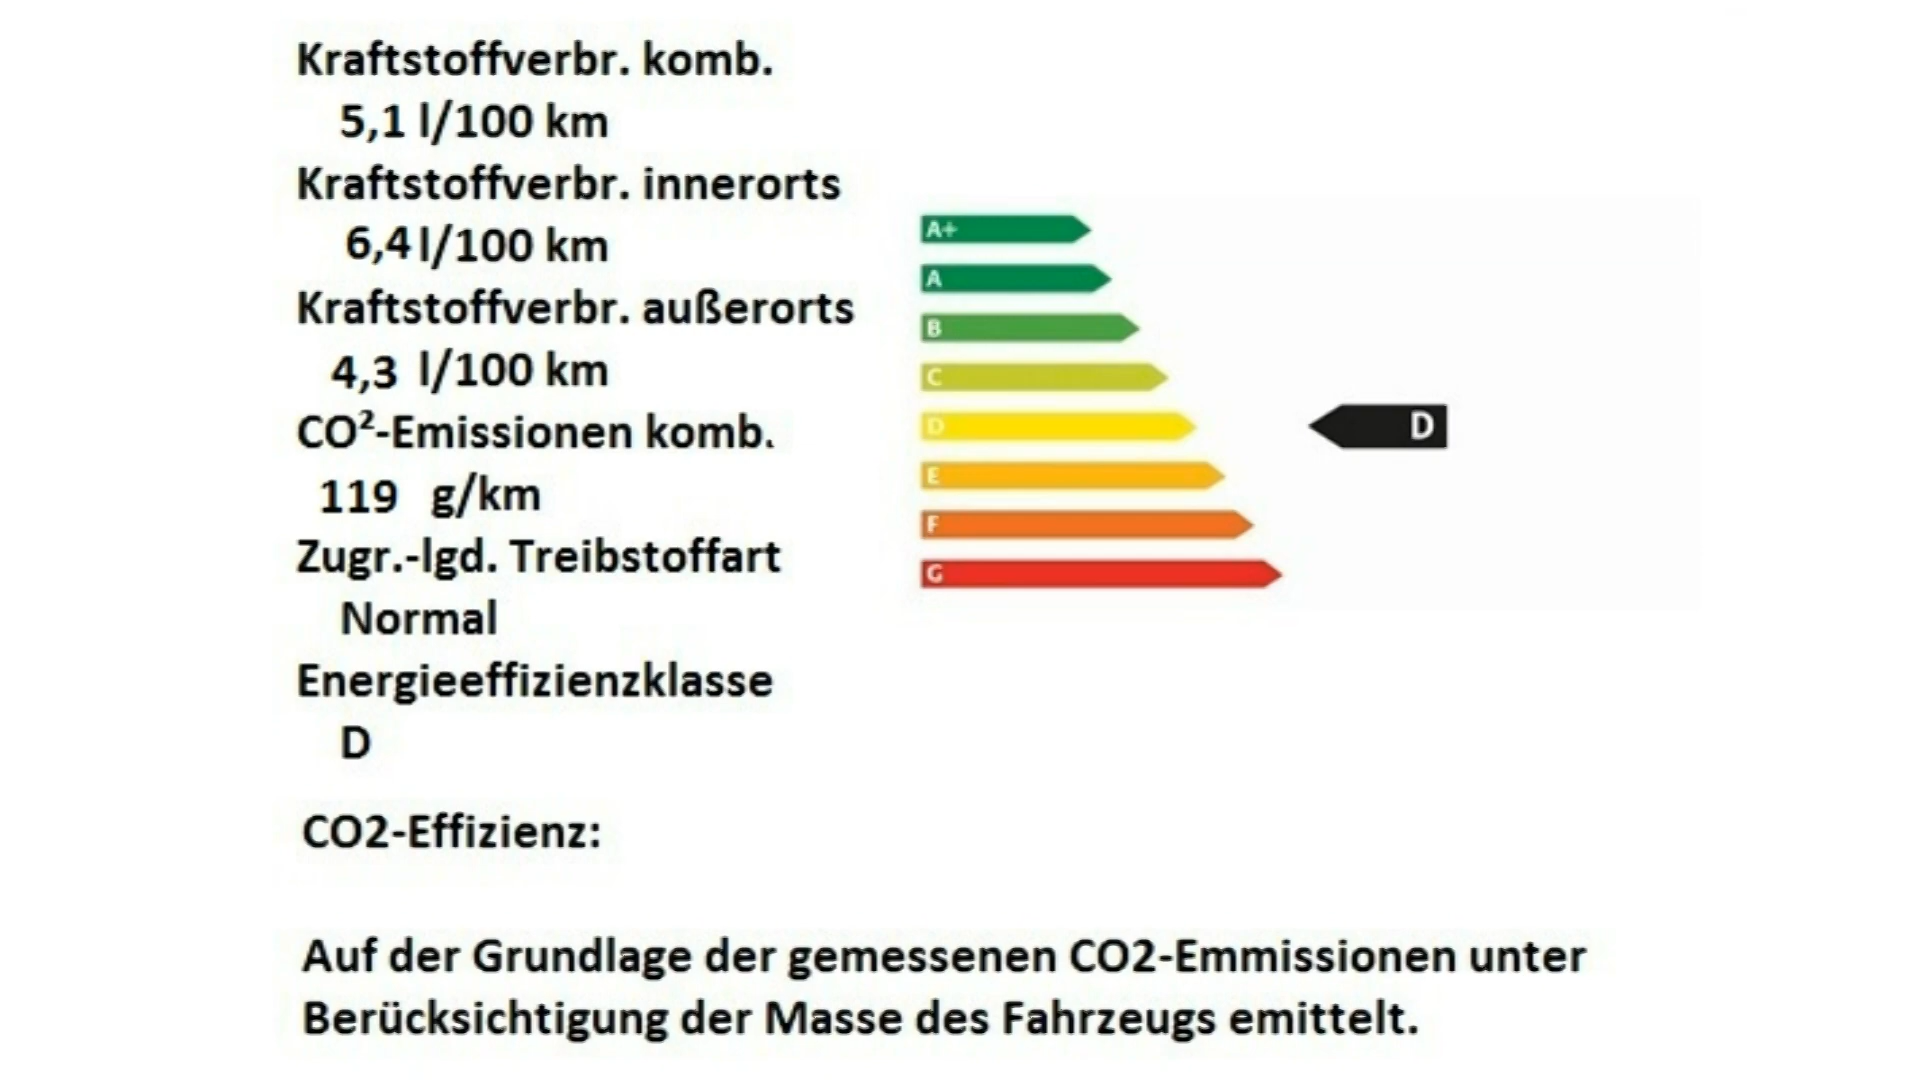 Kraftstoffverbr. komb.
5,1 l/100 km
Kraftstoffverbr. innerorts
6,4 l/100 km
Kraftstoffverbr. außerorts
4,3 l/100 km
CO²-Emissionen komb.
119 g/km
Zugr.-lgd. Treibstoffart
Normal
Energieeffizienzklasse
D
A+
A
B
C
D
D
E
F
G
CO2-Effizienz:
Auf der Grundlage der gemessenen CO2-Emmissionen unter
Berücksichtigung der Masse des Fahrzeugs emittelt.